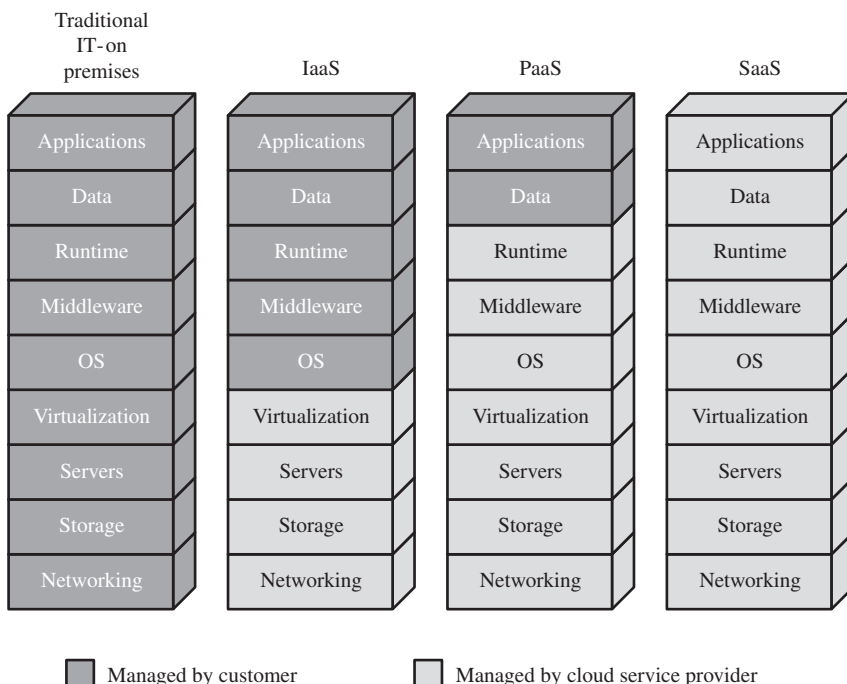 Traditional
IT-on
premises
Applications
Data
Runtime
Middleware
OS
Virtualization
Servers
Storage
Networking
IaaS
Applications
Data
Runtime
Middleware
OS
Virtualization
Servers
Storage
Networking
PaaS
Applications
Data
Runtime
Middleware
OS
Virtualization
Servers
Storage
Networking
SaaS
Applications
Data
Runtime
Middleware
OS
Virtualization
Servers
Storage
Networking
Managed by customer
Managed by cloud service provider